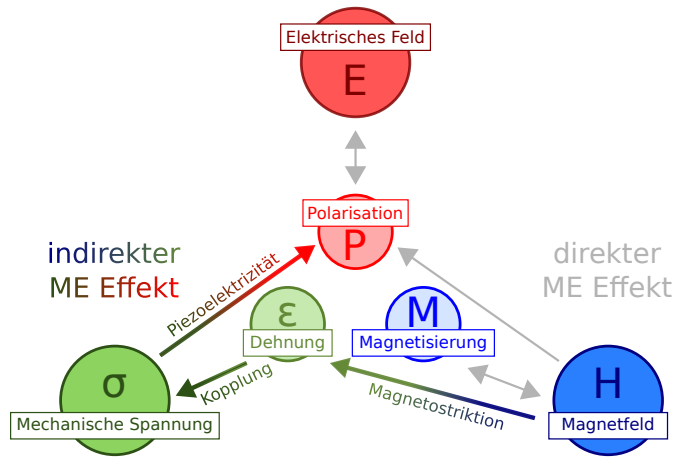 Elektrisches Feld
E
Polarisation
P
indirekter
ME Effekt
direkter
ME Effekt
Piezoelektrizität
ε
Dehnung
M
Magnetisierung
Kopplung
Magnetostriktion
σ
Mechanische Spannung
H
Magnetfeld